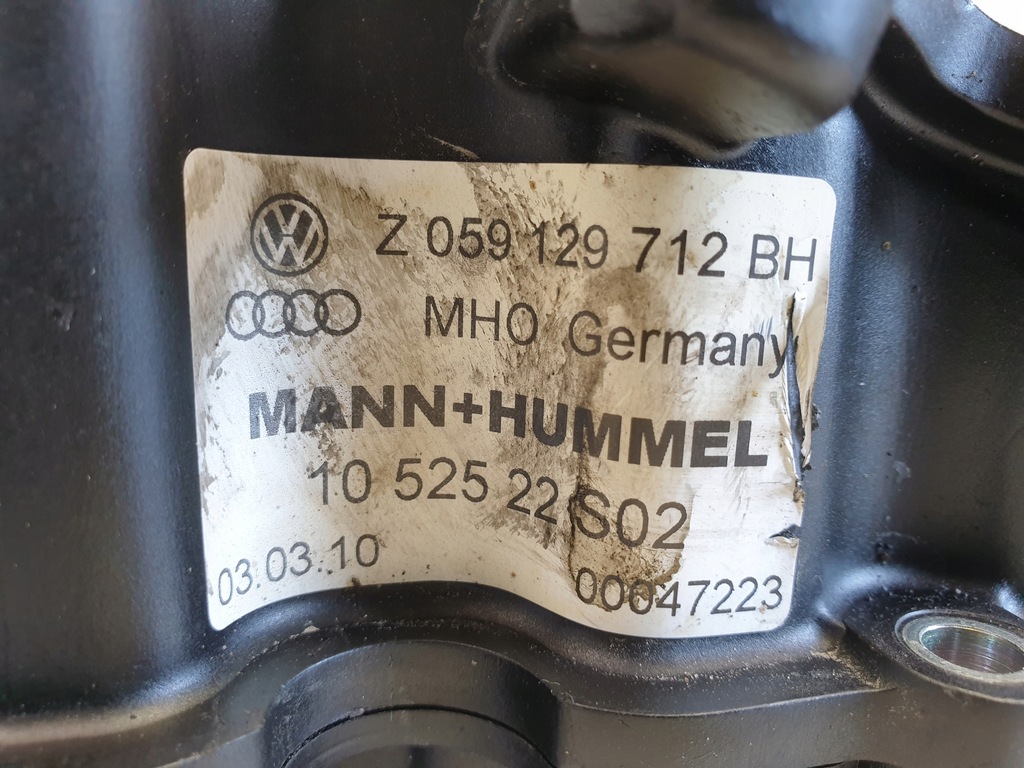 Z 059 129 712 BH
MHO Germany
MANN+HUMMEL
10 525 22 S02
03.03.10 00047223